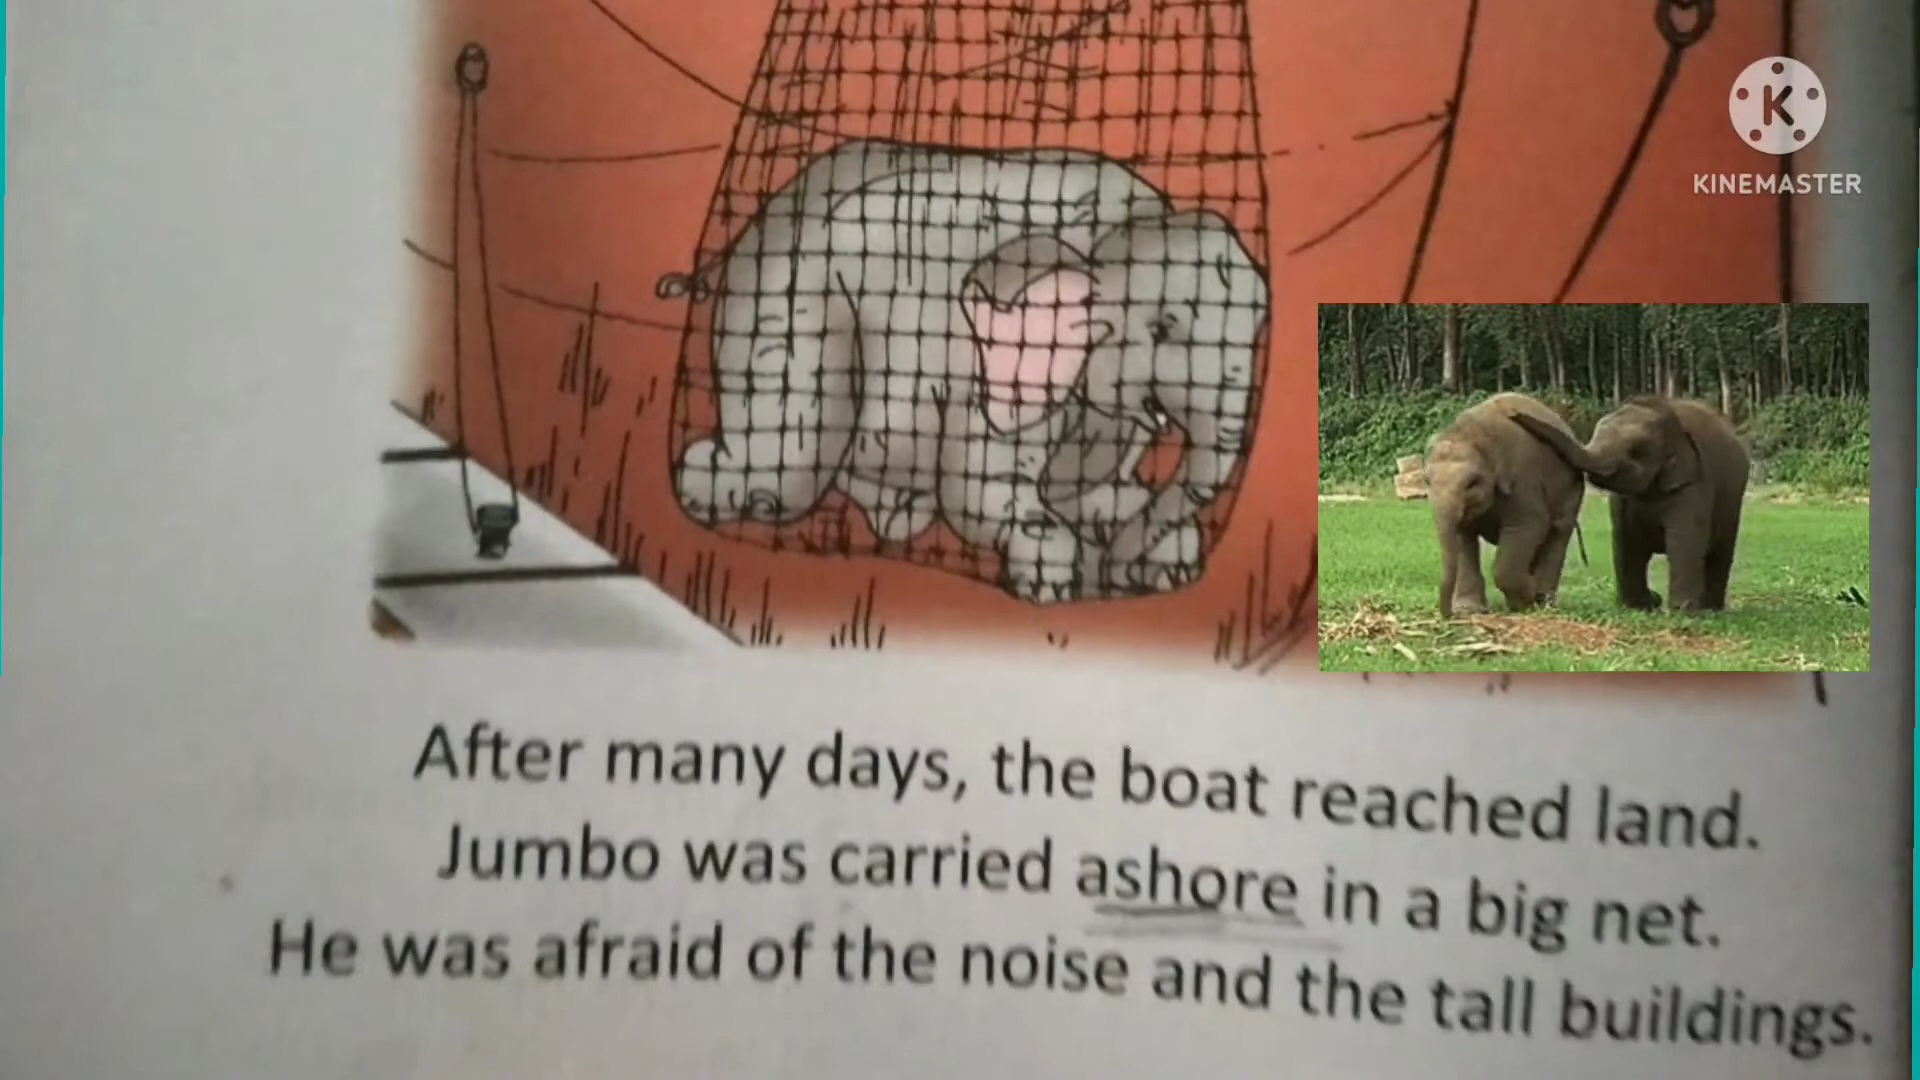 K
KINEMASTER
After many days, the boat reached land.
Jumbo was carried ashore in a big net.
He was afraid of the noise and the tall buildings.